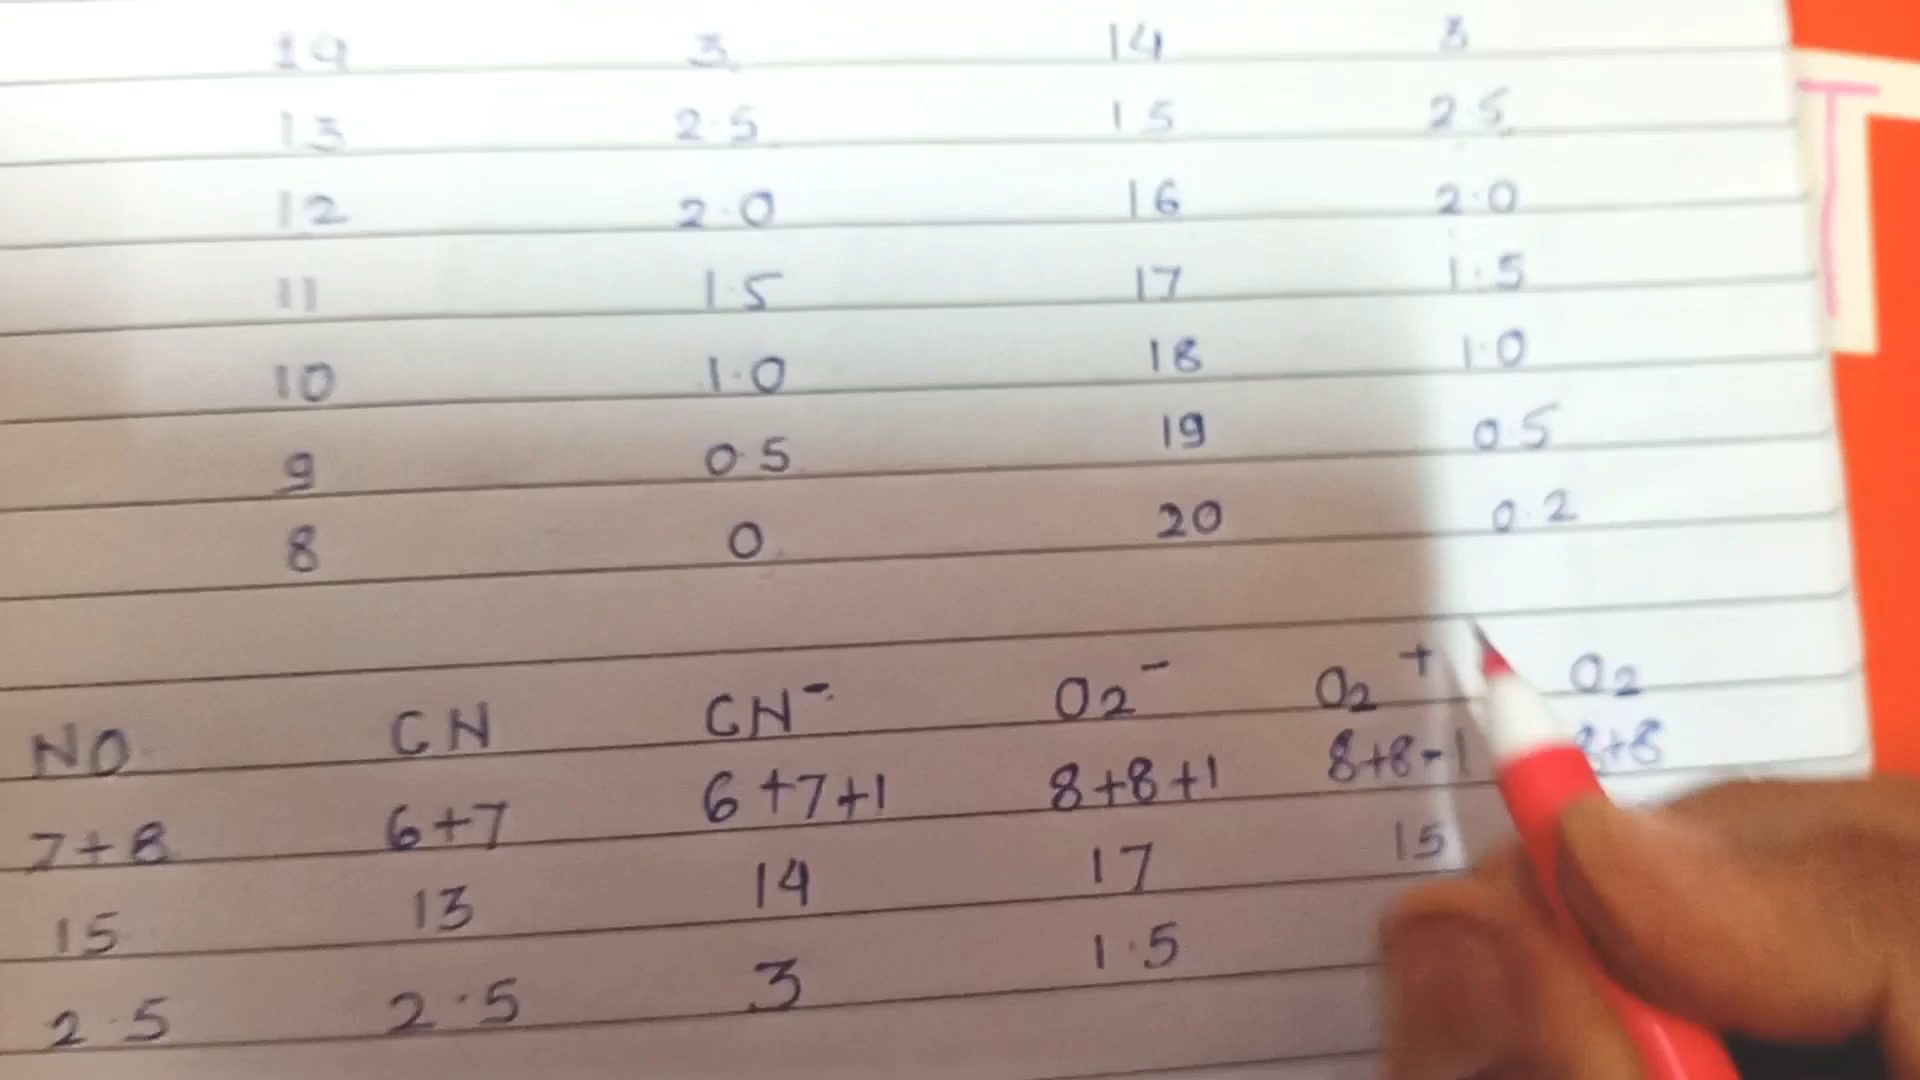 14 3 14 3
13 2.5 15 2.5
12 2.0 16 2.0
11 1.5 17 1.5
10 1.0 18 1.0
9 0.5 19 0.5
8 0 20 0.2
NO CN CN⁻ O₂⁻ O₂⁺ O₂
7+8 6+7 6+7+1 8+8+1 8+8-1 8+8
15 13 14 17 15
2.5 2.5 3 1.5